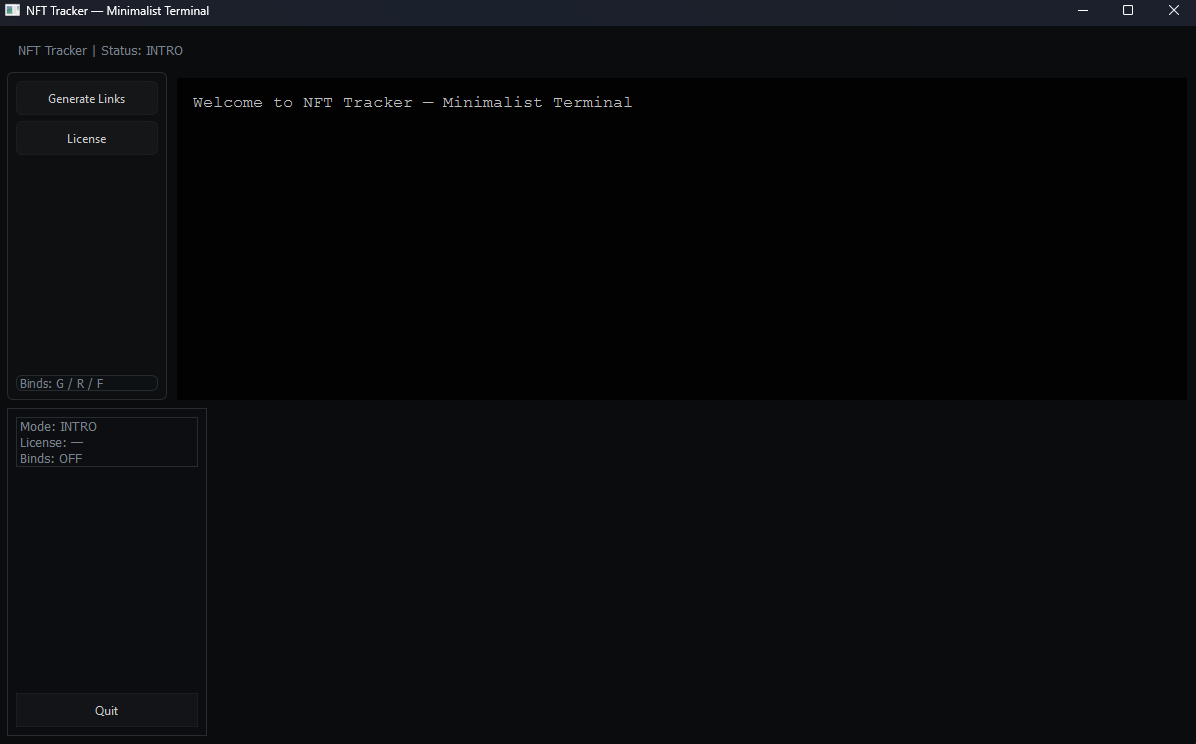 NFT Tracker — Minimalist Terminal
NFT Tracker | Status: INTRO
Generate Links
License
Binds: G / R / F
Welcome to NFT Tracker — Minimalist Terminal
Mode: INTRO
License: —
Binds: OFF
Quit